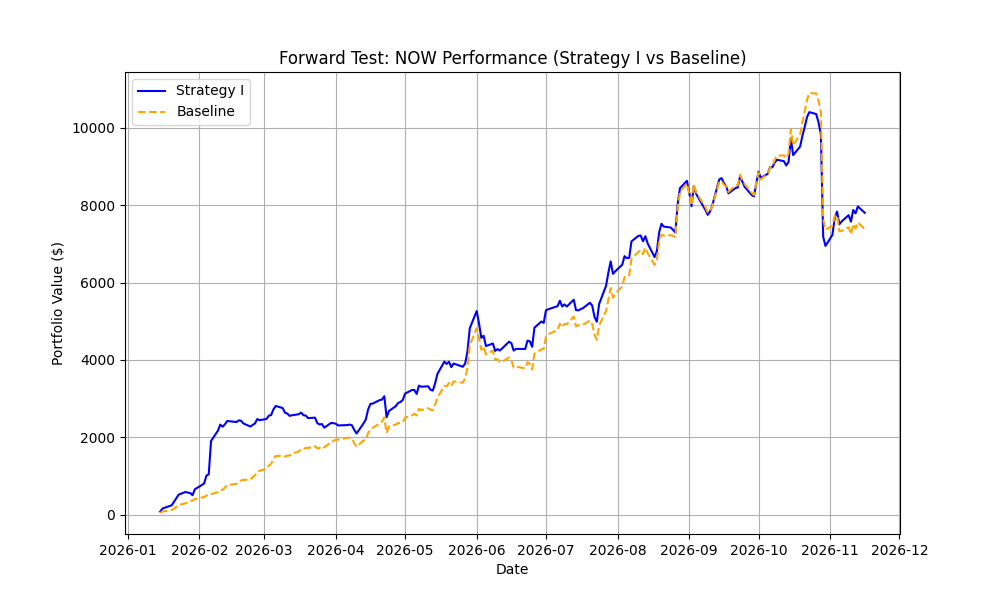 Forward Test: NOW Performance (Strategy I vs Baseline)
Strategy I
Baseline
10000
8000
6000
4000
2000
0
Portfolio Value ($)
2026-01 2026-02 2026-03 2026-04 2026-05 2026-06 2026-07 2026-08 2026-09 2026-10 2026-11 2026-12
Date